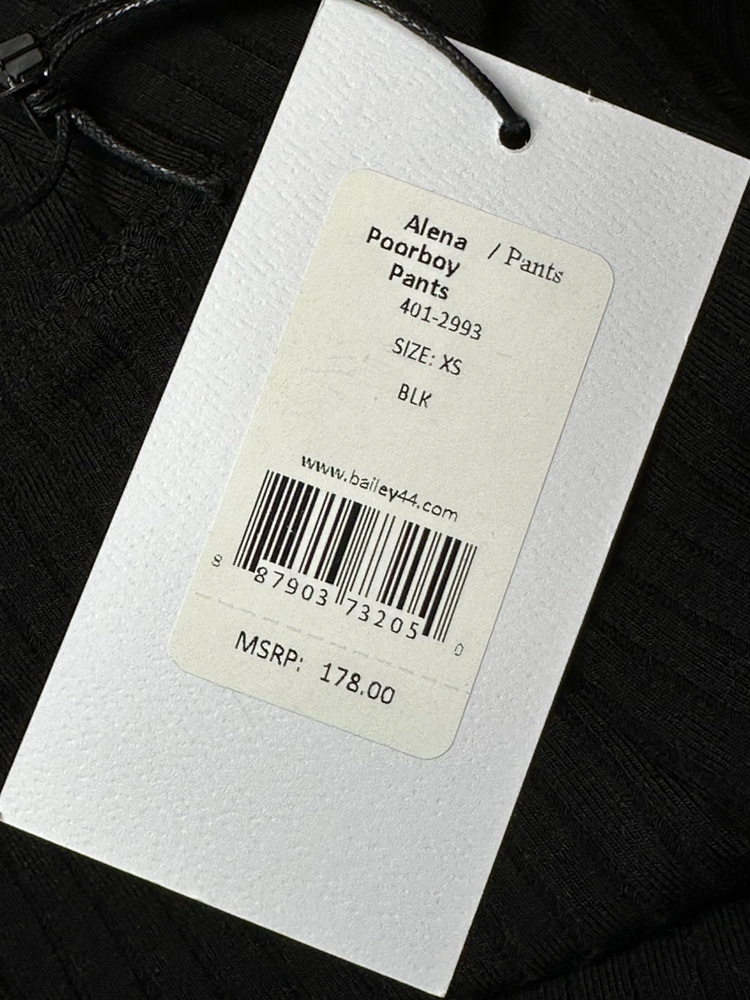 Alena / Pants
Poorboy
Pants
401-2993
SIZE: XS
BLK
www.bailey44.com
8 87903 73205 0
MSRP: 178.00